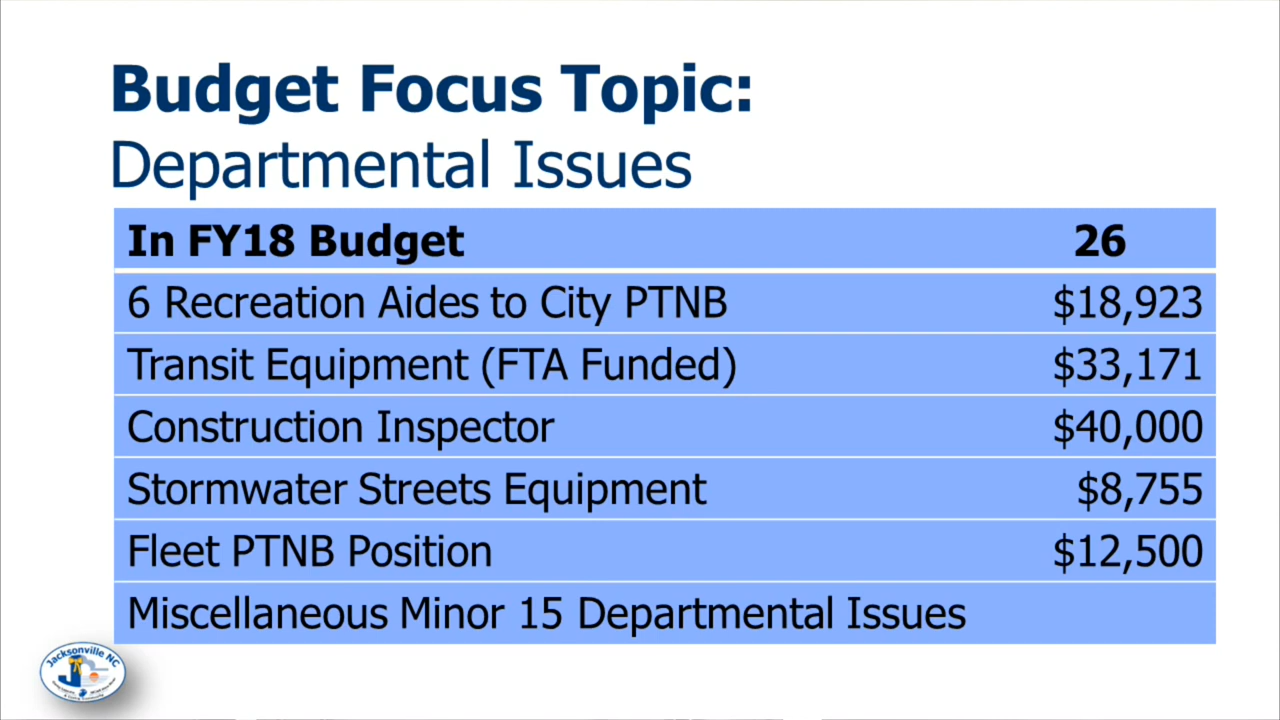 Budget Focus Topic:
Departmental Issues
In FY18 Budget 26
6 Recreation Aides to City PTNB $18,923
Transit Equipment (FTA Funded) $33,171
Construction Inspector $40,000
Stormwater Streets Equipment $8,755
Fleet PTNB Position $12,500
Miscellaneous Minor 15 Departmental Issues
Jacksonville NC